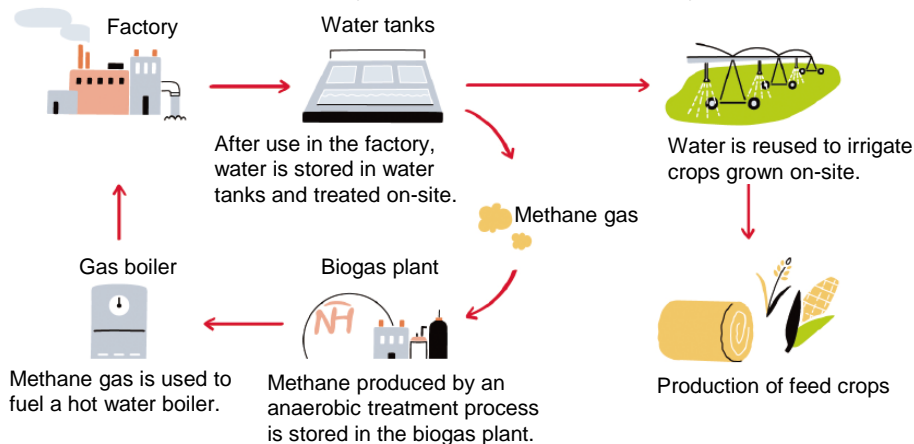 Factory
Water tanks
After use in the factory,
water is stored in water
tanks and treated on-site.
Water is reused to irrigate
crops grown on-site.
Methane gas
Gas boiler
Biogas plant
NH
Methane gas is used to
fuel a hot water boiler.
Methane produced by an
anaerobic treatment process
is stored in the biogas plant.
Production of feed crops